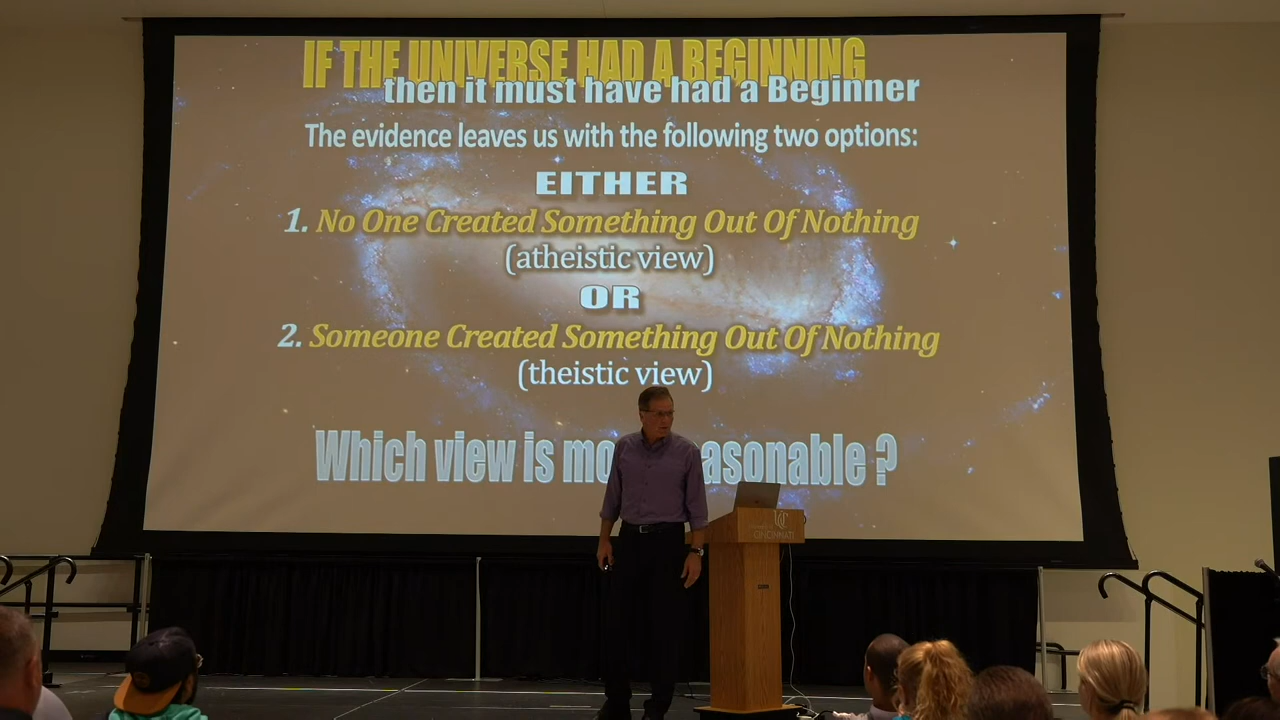 IF THE UNIVERSE HAD A BEGINNING
then it must have had a Beginner
The evidence leaves us with the following two options:
EITHER
1. No One Created Something Out Of Nothing
(atheistic view)
OR
2. Someone Created Something Out Of Nothing
(theistic view)
Which view is mo asonable ?
UC
CINCINNATI